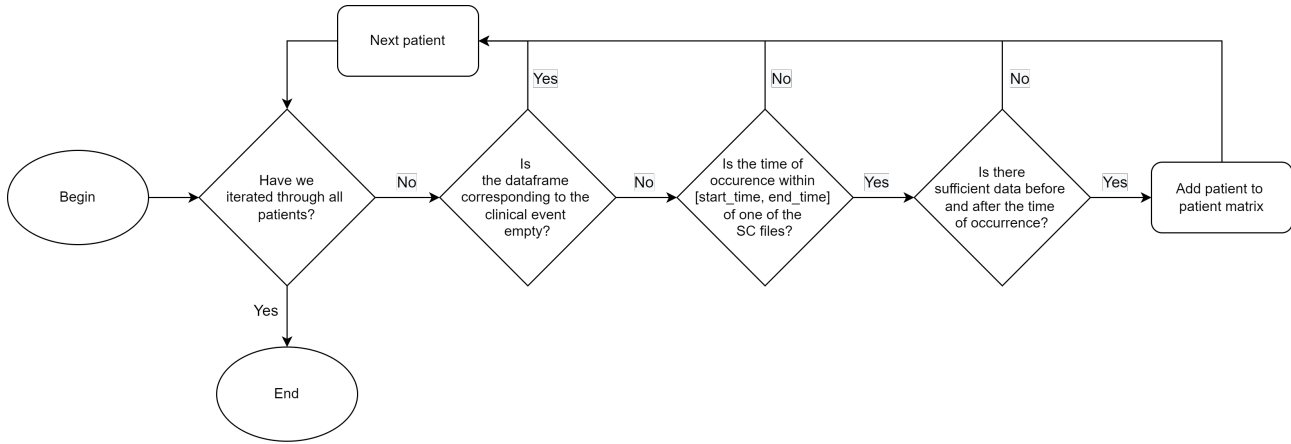 Next patient
Yes
No
No
Begin
Have we
iterated through all
patients?
No
Is
the dataframe
corresponding to the
clinical event
empty?
No
Is the time of
occurence within
[start_time, end_time]
of one of the
SC files?
Yes
Is there
sufficient data before
and after the time
of occurrence?
Yes
Add patient to
patient matrix
Yes
End